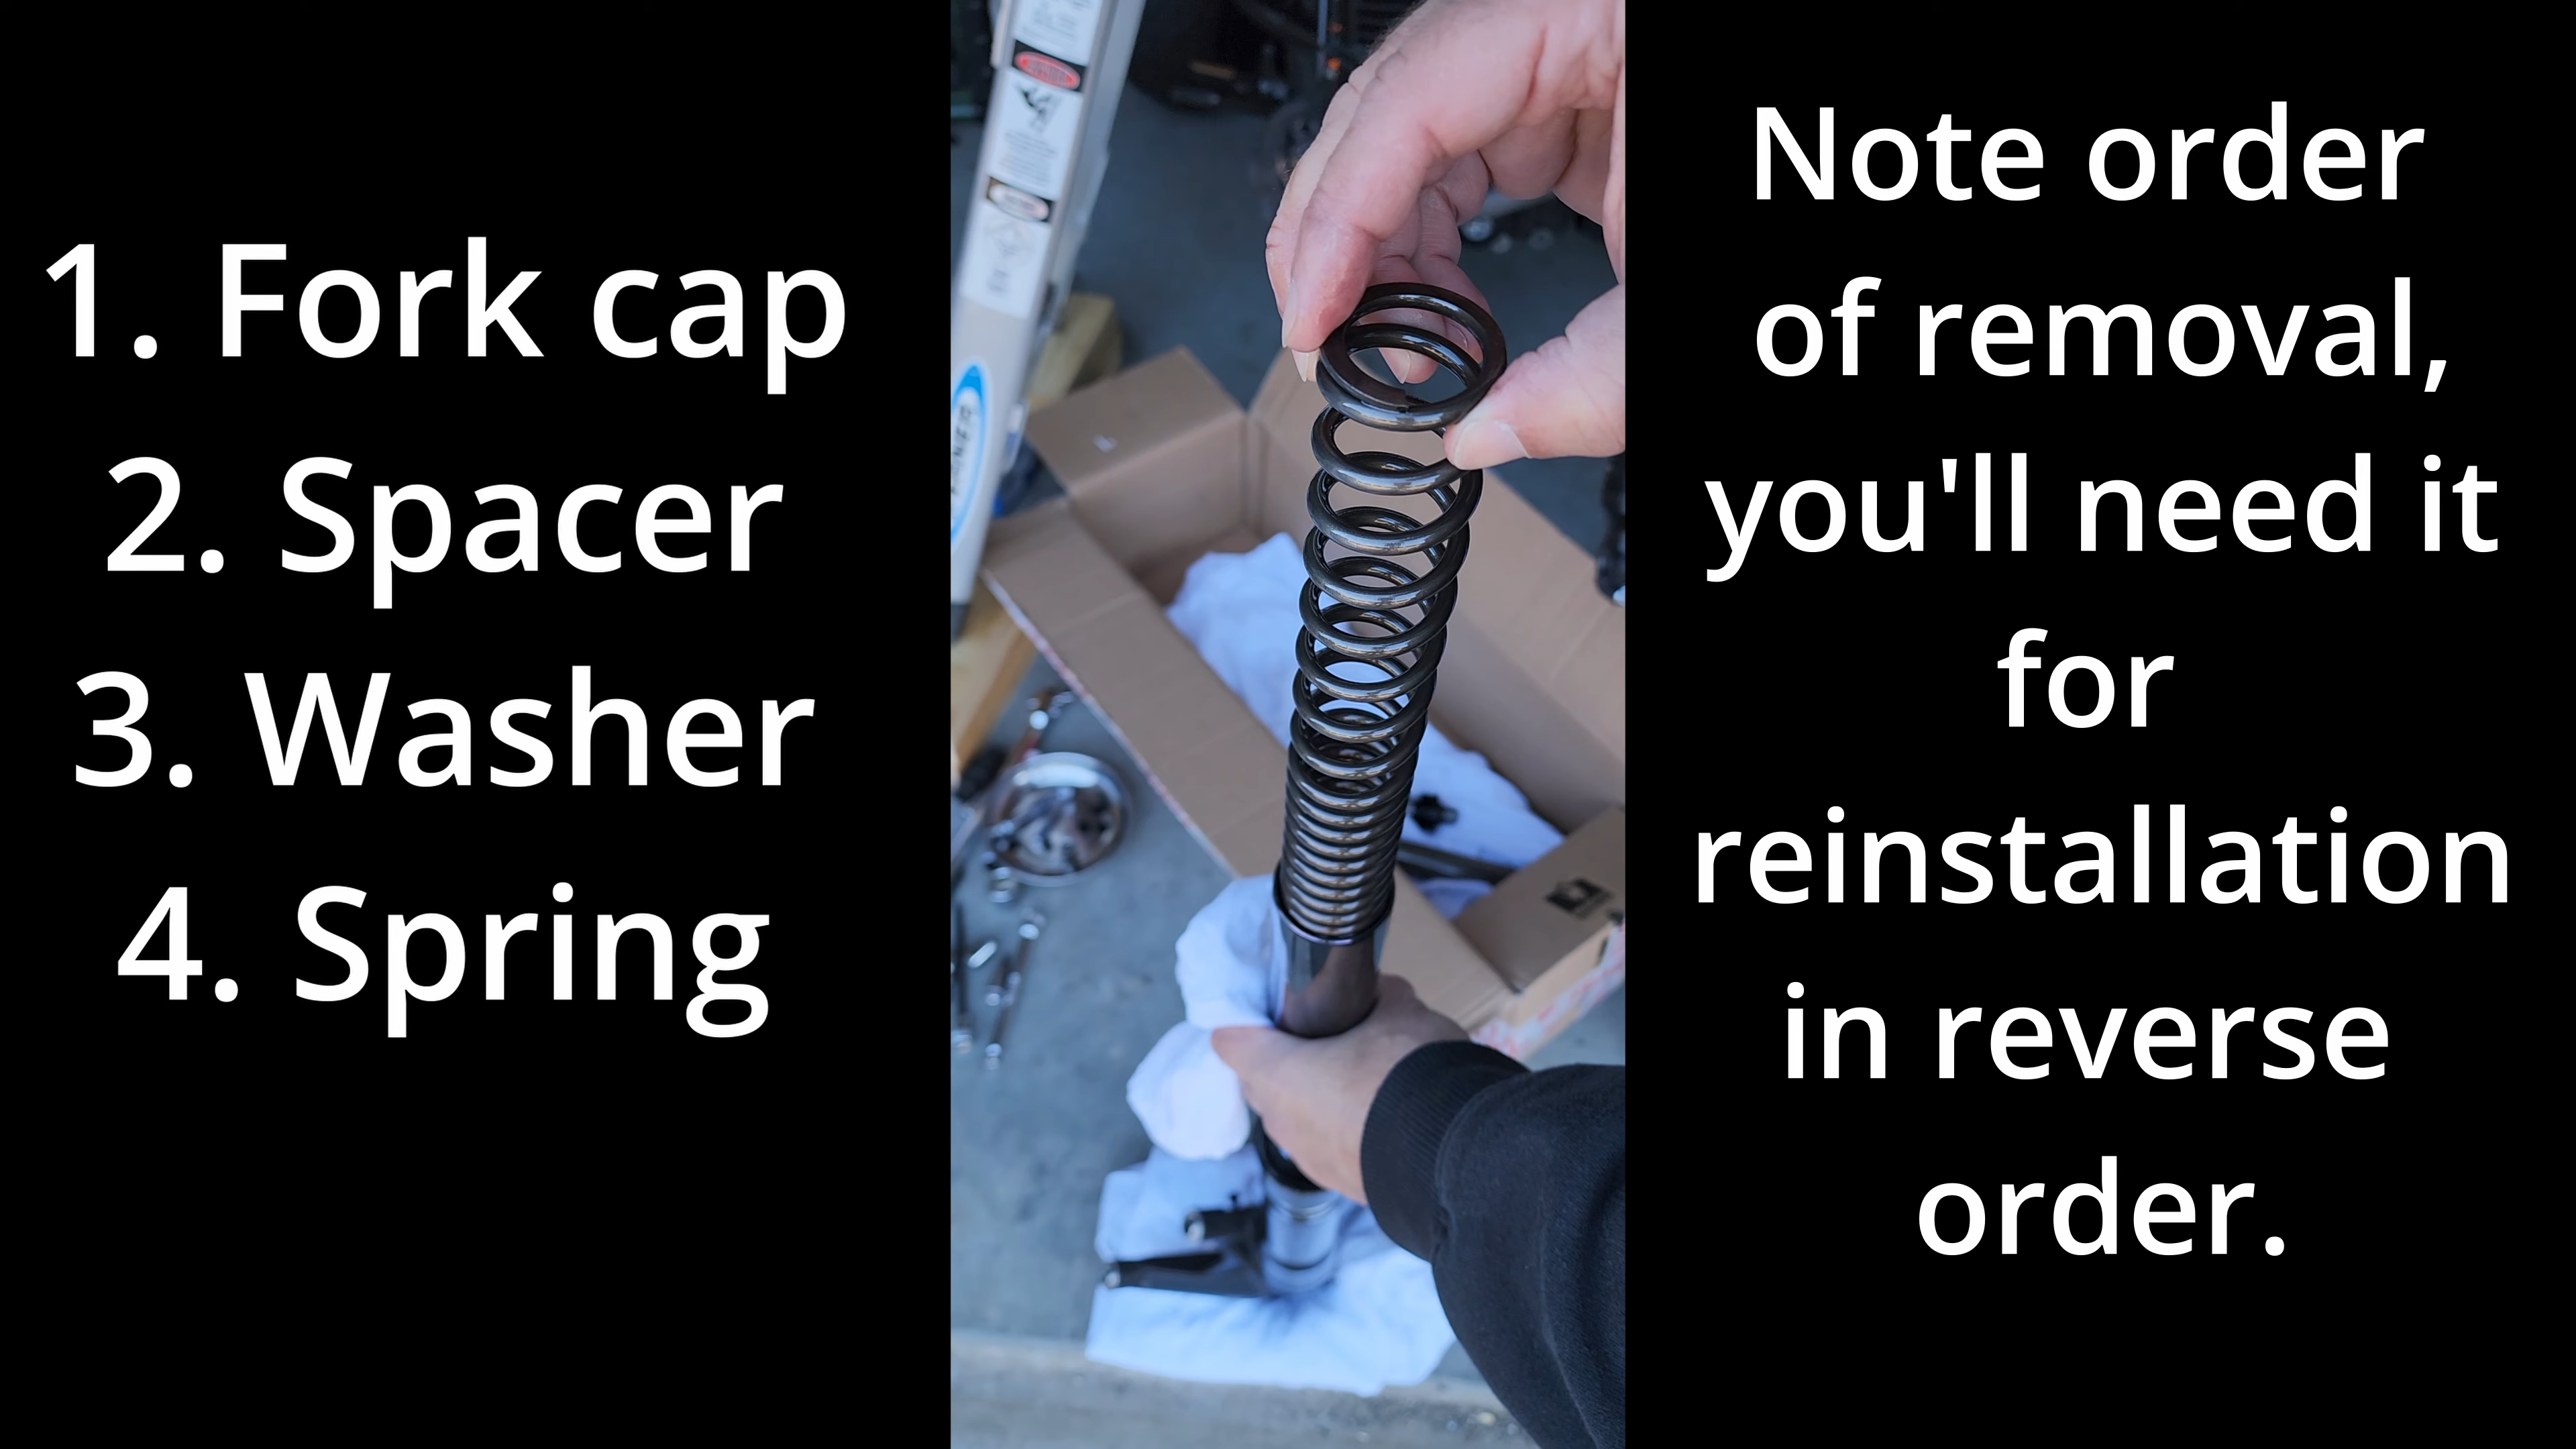 1. Fork cap
2. Spacer
3. Washer
4. Spring
Note order
of removal,
you'll need it
for
reinstallation
in reverse
order.